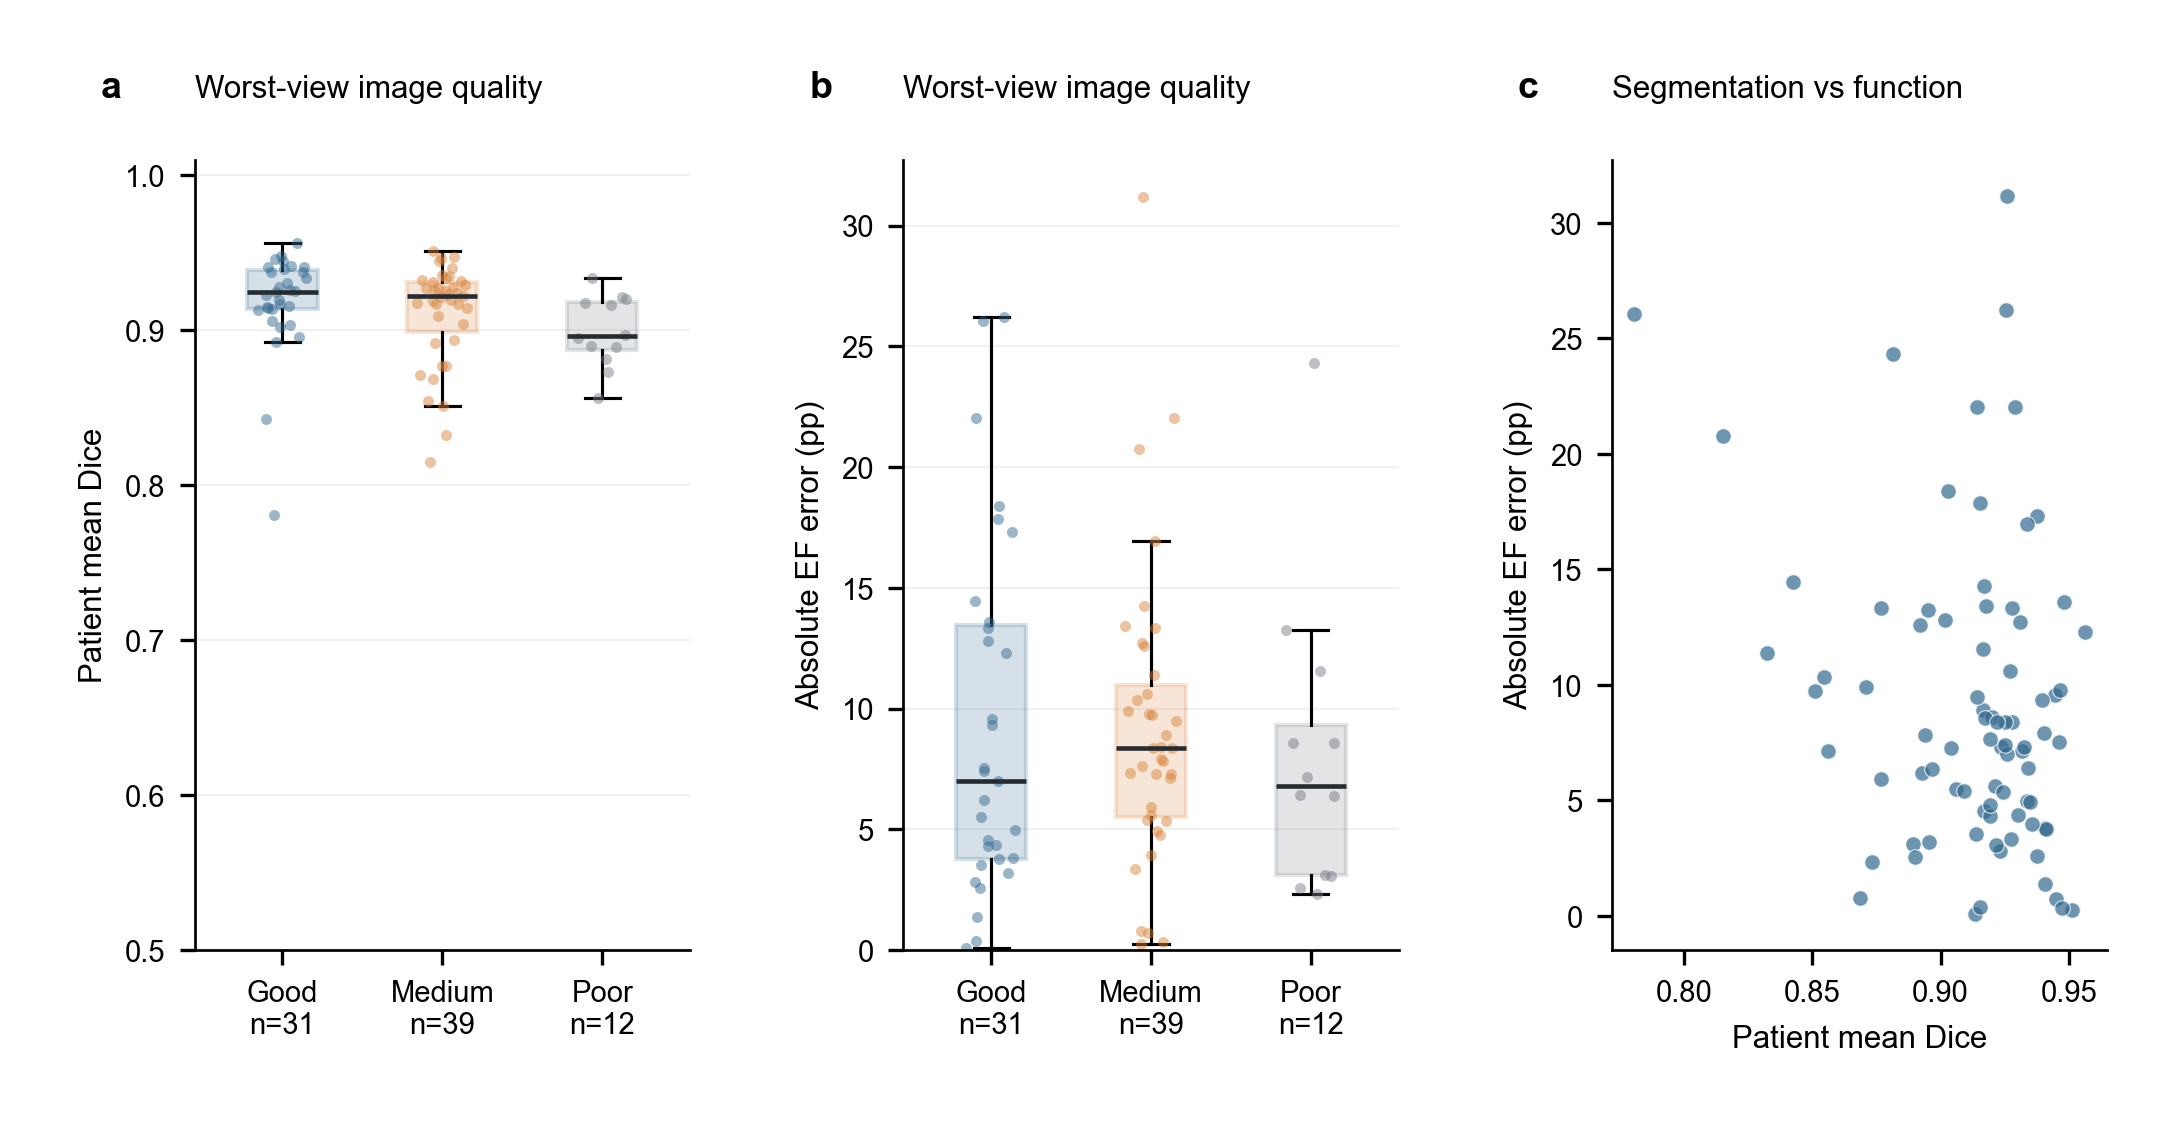 a Worst-view image quality
1.0
0.9
0.8
0.7
0.6
0.5
Patient mean Dice
Good
n=31
Medium
n=39
Poor
n=12
b Worst-view image quality
30
25
20
15
10
5
0
Absolute EF error (pp)
Good
n=31
Medium
n=39
Poor
n=12
c Segmentation vs function
30
25
20
15
10
5
0
Absolute EF error (pp)
0.80 0.85 0.90 0.95
Patient mean Dice